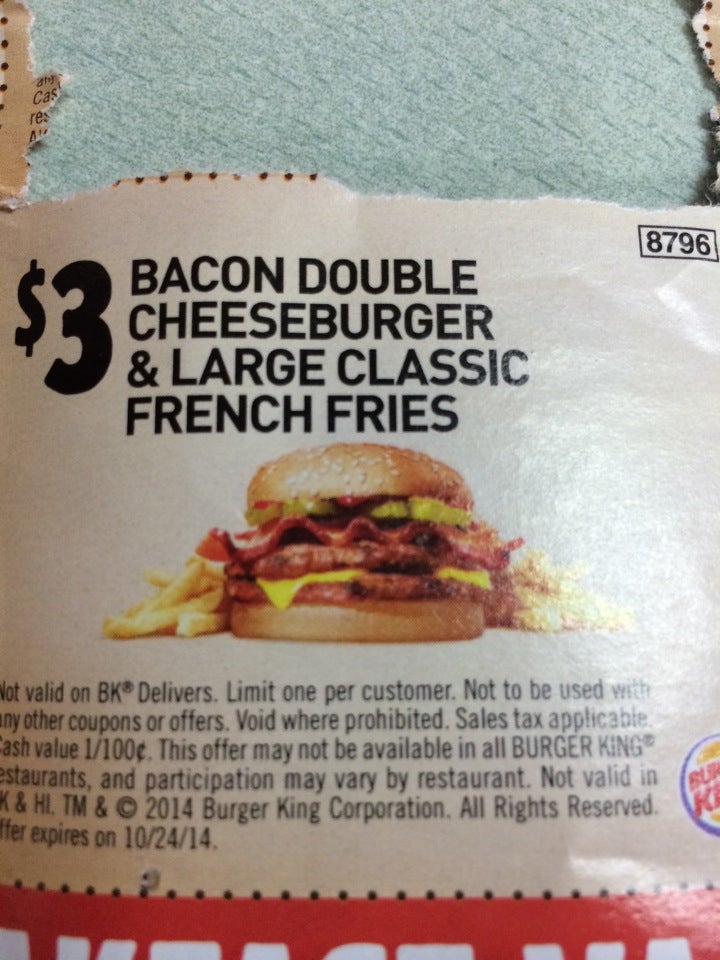 Cas
8796
$3 BACON DOUBLE
CHEESEBURGER
& LARGE CLASSIC
FRENCH FRIES
Not valid on BK® Delivers. Limit one per customer. Not to be used with
any other coupons or offers. Void where prohibited. Sales tax applicable.
Cash value 1/100¢. This offer may not be available in all BURGER KING®
estaurants, and participation may vary by restaurant. Not valid in
K & HI. TM & © 2014 Burger King Corporation. All Rights Reserved.
ffer expires on 10/24/14.